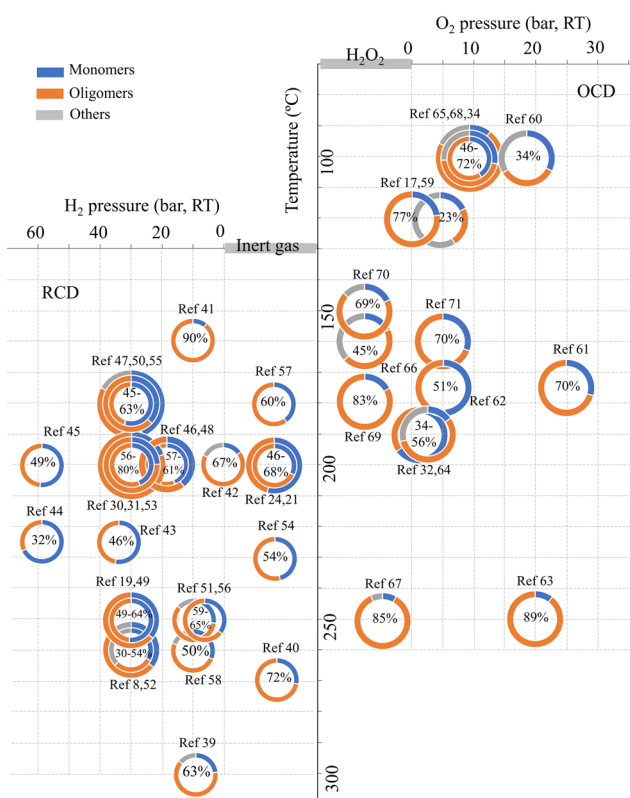 O2 pressure (bar, RT)
H2O2
0
10
20
30
Monomers
Oligomers
Others
OCD
Temperature (ºC)
Ref 65,68,34
46-
72%
Ref 60
34%
100
Ref 17,59
77%
23%
H2 pressure (bar, RT)
60
40
20
0
Inert gas
RCD
Ref 70
69%
45%
150
Ref 41
90%
Ref 71
70%
Ref 47,50,55
45-
63%
Ref 57
60%
Ref 66
51%
Ref 61
70%
83%
Ref 69
Ref 62
34-
56%
Ref 32,64
Ref 45
49%
Ref 46,48
56-
80%
57-
61%
67%
Ref 42
46-
68%
Ref 24,21
200
Ref 30,31,53
Ref 44
32%
Ref 43
46%
Ref 54
54%
Ref 19,49
49-64%
Ref 51,56
59-
65%
30-54%
Ref 8,52
50%
Ref 58
Ref 67
85%
Ref 63
89%
250
Ref 40
72%
Ref 39
63%
300